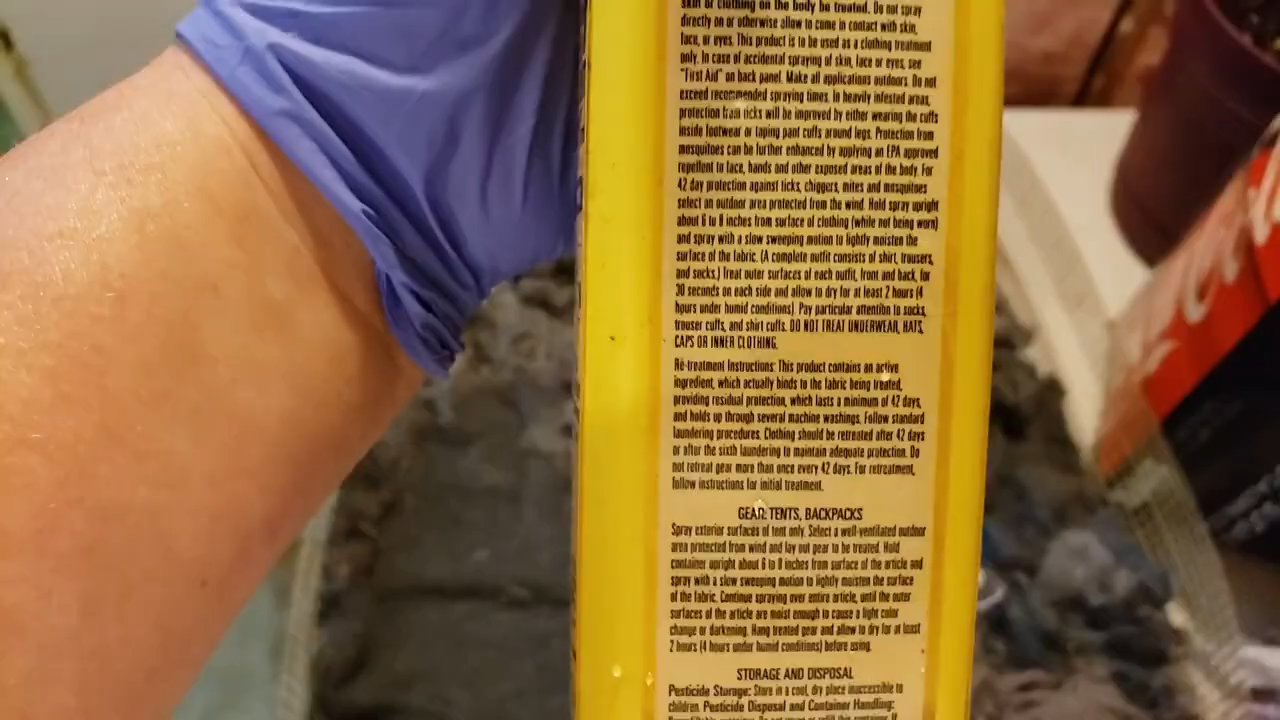 skin or clothing on the body be treated. Do not spray
directly on or otherwise allow to come in contact with skin,
face, or eyes. This product is to be used as a clothing treatment
only. In case of accidental spraying of skin, face or eyes, see
"First Aid" on back panel. Make all applications outdoors. Do not
exceed recommended spraying times. In heavily infested areas,
protection from ticks will be improved by either wearing the cuffs
inside footwear or taping pant cuffs around legs. Protection from
mosquitoes can be further enhanced by applying an EPA approved
repellent to face, hands and other exposed areas of the body. For
42 day protection against ticks, chiggers, mites and mosquitoes
select an outdoor area protected from the wind. Hold spray upright
about 6 to 8 inches from surface of clothing (while not being worn)
and spray with a slow sweeping motion to lightly moisten the
surface of the fabric. (A complete outfit consists of shirt, trousers,
and socks.) Treat outer surfaces of each outfit, front and back, for
30 seconds on each side and allow to dry for at least 2 hours (4
hours under humid conditions). Pay particular attention to socks,
trouser cuffs, and shirt cuffs. DO NOT TREAT UNDERWEAR, HATS,
CAPS OR INNER CLOTHING.
Re-treatment Instructions: This product contains an active
ingredient, which actually binds to the fabric being treated,
providing residual protection, which lasts a minimum of 42 days,
and holds up through several machine washings. Follow standard
laundering procedures. Clothing should be retreated after 42 days
or after the sixth laundering to maintain adequate protection. Do
not retreat gear more than once every 42 days. For retreatment,
follow instructions for initial treatment.
GEAR: TENTS, BACKPACKS
Spray exterior surfaces of tent only. Select a well-ventilated outdoor
area protected from wind and lay out gear to be treated. Hold
container upright about 6 to 8 inches from surface of the article and
spray with a slow sweeping motion to lightly moisten the surface
of the fabric. Continue spraying over entire article, until the outer
surfaces of the article are moist enough to cause a light color
change or darkening. Hang treated gear and allow to dry for at least
2 hours (4 hours under humid conditions) before using.
STORAGE AND DISPOSAL
Pesticide Storage: Store in a cool, dry place inaccessible to
children. Pesticide Disposal and Container Handling: